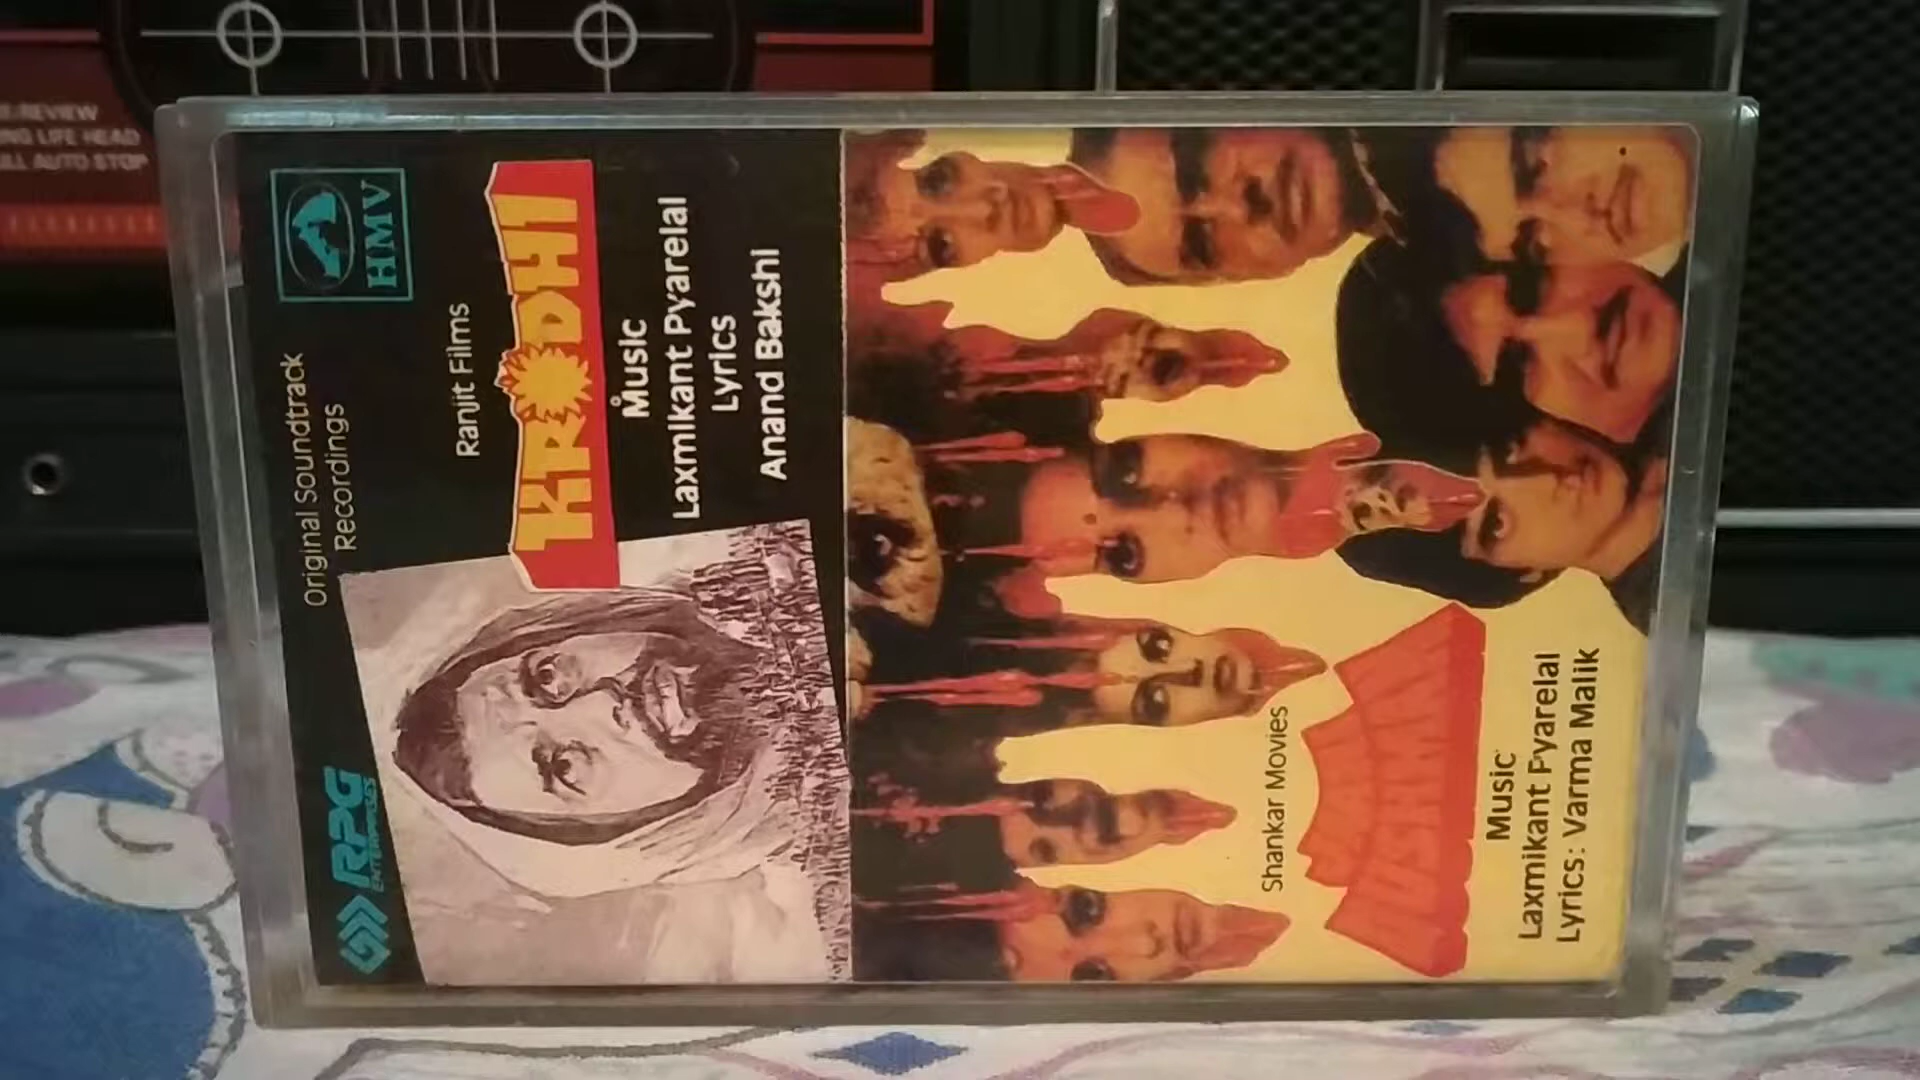 RPG
ENTERPRISES
HMV
Original Soundtrack
Recordings
Ranjit Films
KRODHI
Music
Laxmikant Pyarelal
Lyrics
Anand Bakshi
Shankar Movies
DUSHMAN
Music
Laxmikant Pyarelal
Lyrics: Varma Malik
REVIEW
LIFE HEAD
AUTO STOP